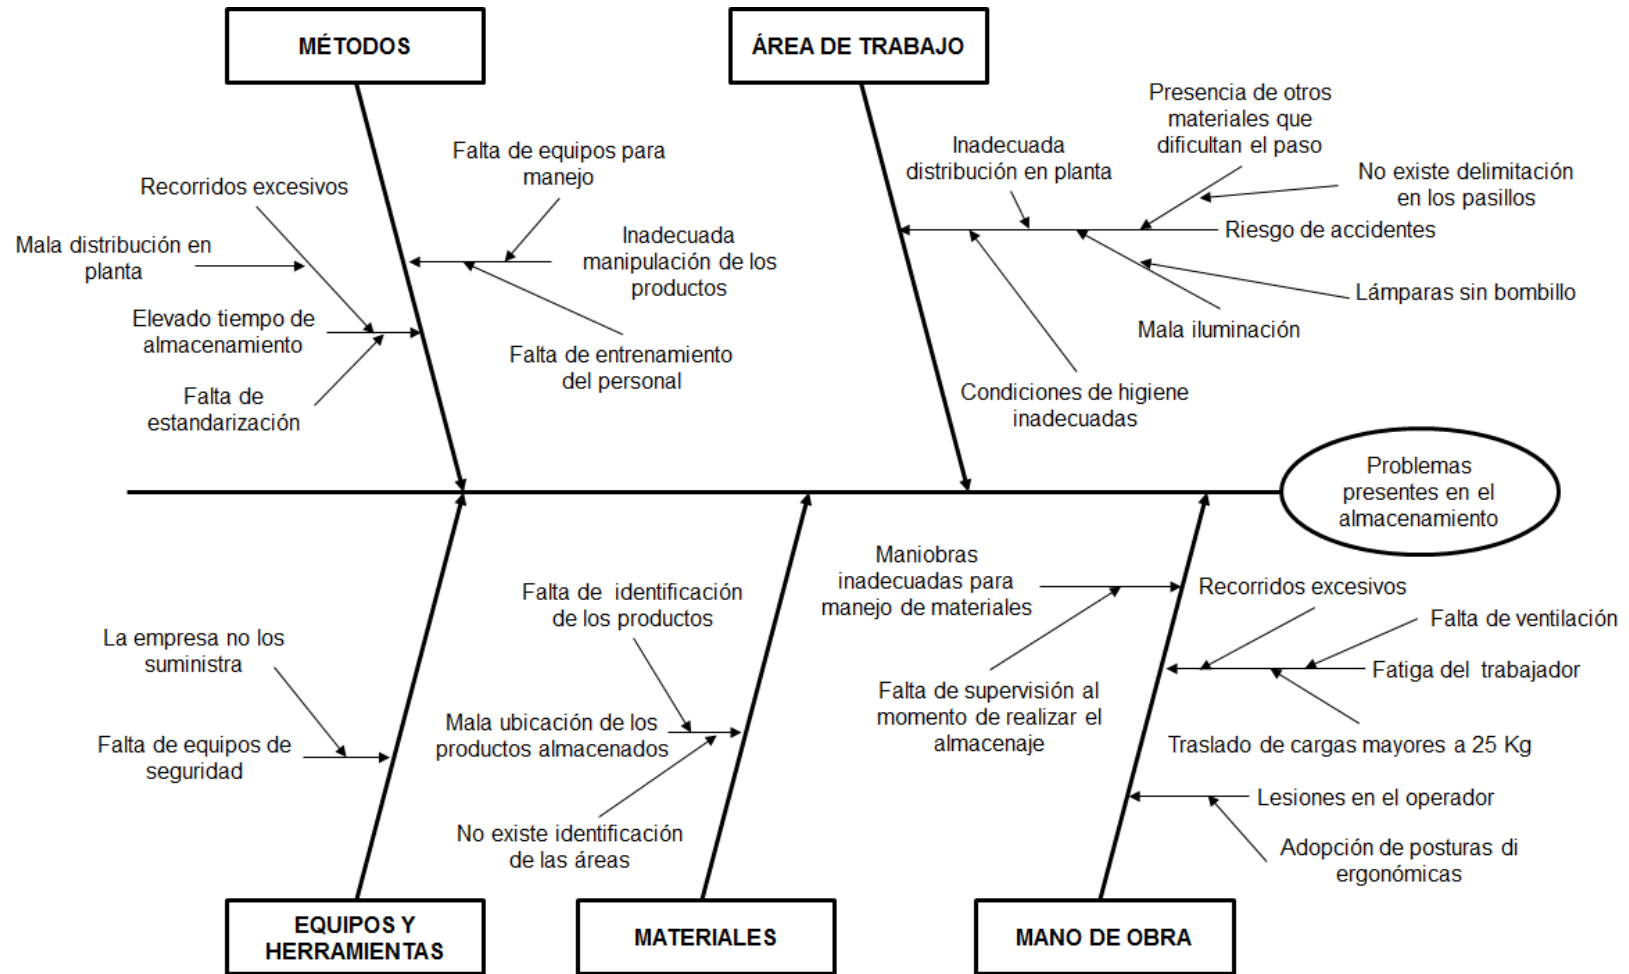 MÉTODOS
ÁREA DE TRABAJO
Recorridos excesivos
Mala distribución en
planta
Elevado tiempo de
almacenamiento
Falta de
estandarización
Falta de equipos para
manejo
Inadecuada
manipulación de los
productos
Falta de entrenamiento
del personal
Inadecuada
distribución en planta
Presencia de otros
materiales que
dificultan el paso
No existe delimitación
en los pasillos
Riesgo de accidentes
Lámparas sin bombillo
Mala iluminación
Condiciones de higiene
inadecuadas
Problemas
presentes en el
almacenamiento
La empresa no los
suministra
Falta de equipos de
seguridad
Falta de identificación
de los productos
Mala ubicación de los
productos almacenados
No existe identificación
de las áreas
Maniobras
inadecuadas para
manejo de materiales
Falta de supervisión al
momento de realizar el
almacenaje
Recorridos excesivos
Falta de ventilación
Fatiga del trabajador
Traslado de cargas mayores a 25 Kg
Lesiones en el operador
Adopción de posturas di
ergonómicas
EQUIPOS Y
HERRAMIENTAS
MATERIALES
MANO DE OBRA